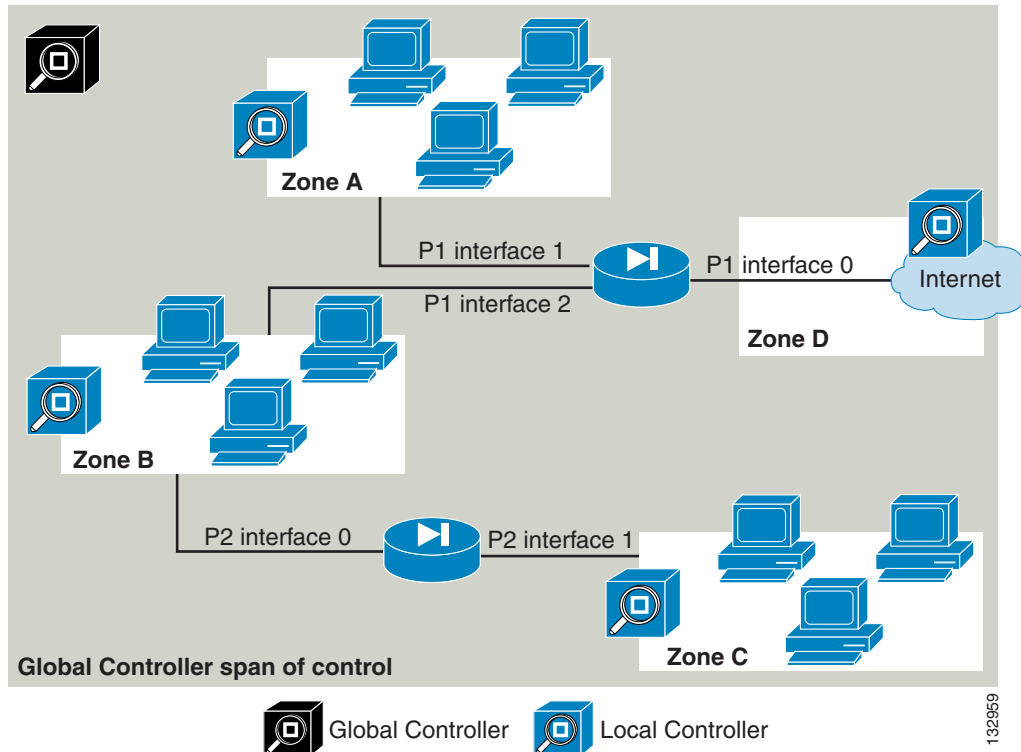 Zone A
P1 interface 1
P1 interface 0
Internet
P1 interface 2
Zone D
Zone B
P2 interface 0
P2 interface 1
Zone C
Global Controller span of control
132959
Global Controller
Local Controller